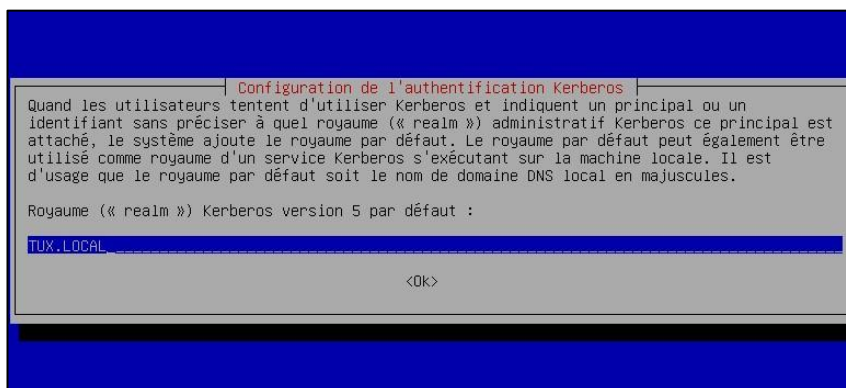 Configuration de l'authentification Kerberos
Quand les utilisateurs tentent d'utiliser Kerberos et indiquent un principal ou un
identifiant sans préciser à quel royaume (« realm ») administratif Kerberos ce principal est
attaché, le système ajoute le royaume par défaut. Le royaume par défaut peut également être
utilisé comme royaume d'un service Kerberos s'exécutant sur la machine locale. Il est
d'usage que le royaume par défaut soit le nom de domaine DNS local en majuscules.
Royaume (« realm ») Kerberos version 5 par défaut :
TUX.LOCAL
<Ok>